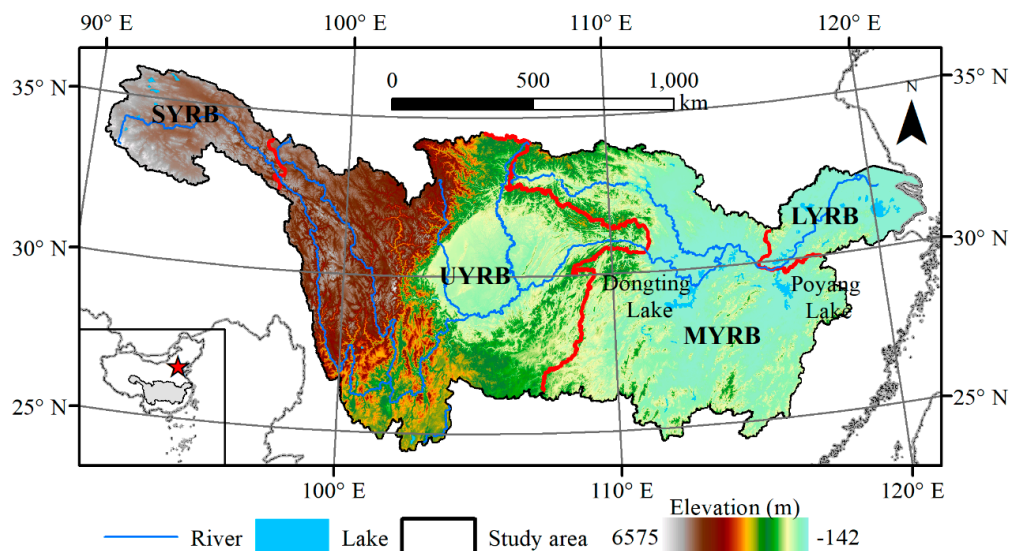 90° E
100° E
110° E
120° E
35° N
35° N
0
500
1,000
km
N
SYRB
LYRB
30° N
30° N
UYRB
Dongting
Lake
Poyang
Lake
MYRB
25° N
25° N
100° E
110° E
120° E
Elevation (m)
River
Lake
Study area
6575
-142